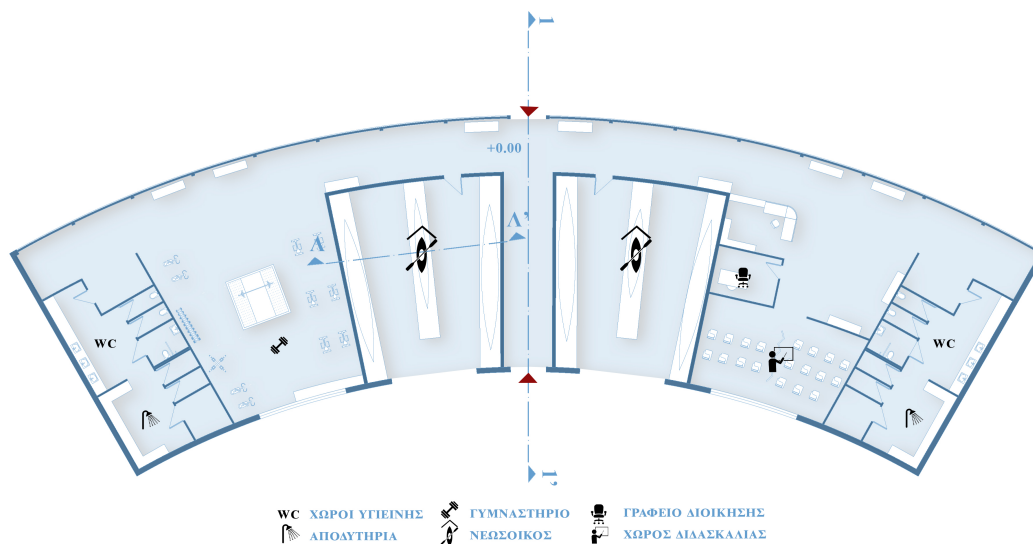 1
+0.00
Λ Λ'
WC WC
1'
WC ΧΩΡΟΙ ΥΓΙΕΙΝΗΣ ΓΥΜΝΑΣΤΗΡΙΟ ΓΡΑΦΕΙΟ ΔΙΟΙΚΗΣΗΣ
ΑΠΟΔΥΤΗΡΙΑ ΝΕΩΣΟΙΚΟΣ ΧΩΡΟΣ ΔΙΔΑΣΚΑΛΙΑΣ